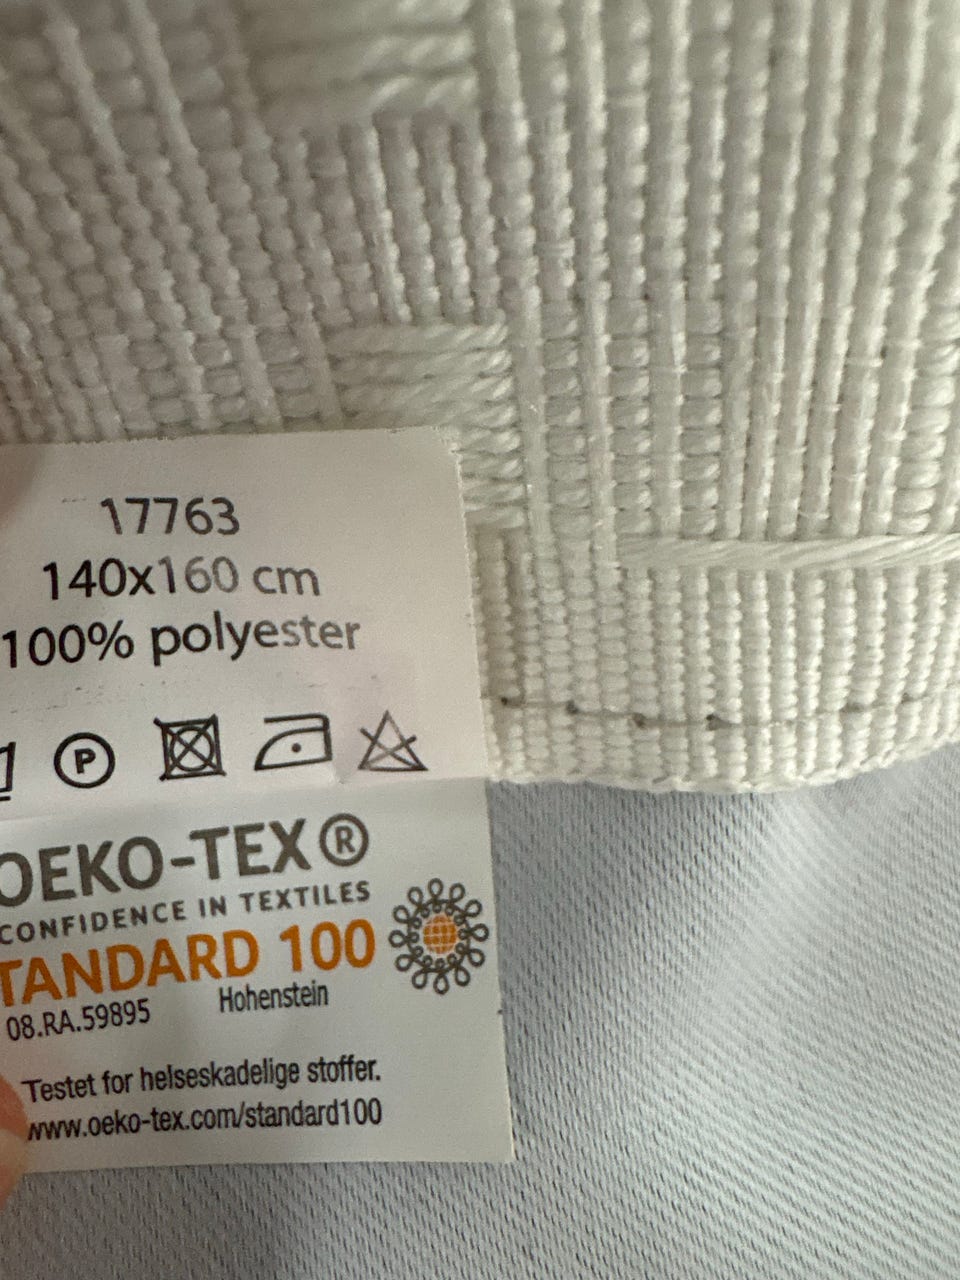 17763
140x160 cm
100% polyester
P
OEKO-TEX®
CONFIDENCE IN TEXTILES
TANDARD 100
08.RA.59895 Hohenstein
Testet for helseskadelige stoffer.
www.oeko-tex.com/standard100